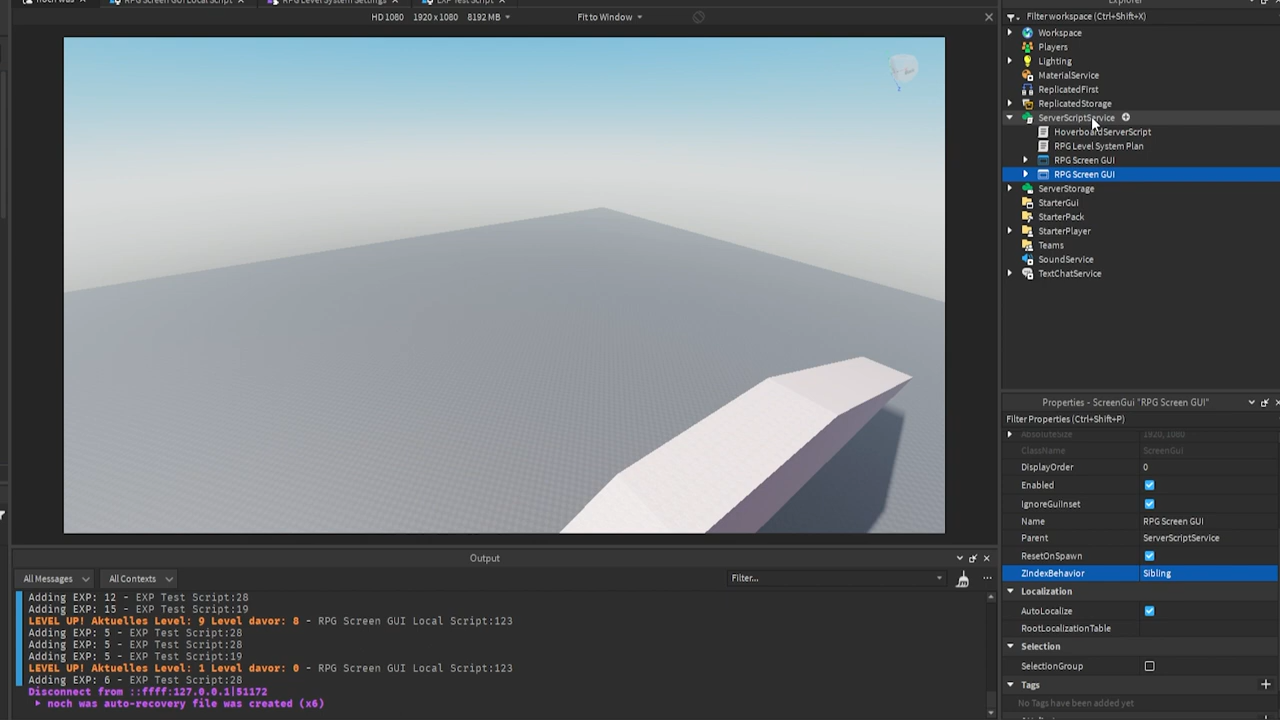 noch was
RPG Screen GUI Local Script
RPG Level System Settings
EXP Test Script
Explorer
HD 1080 1920 x 1080 8192 MB
Fit to Window
Filter workspace (Ctrl+Shift+X)
Workspace
Players
Lighting
MaterialService
ReplicatedFirst
ReplicatedStorage
ServerScriptService
HoverboardServerScript
RPG Level System Plan
RPG Screen GUI
RPG Screen GUI
ServerStorage
StarterGui
StarterPack
StarterPlayer
Teams
SoundService
TextChatService
Properties - ScreenGui "RPG Screen GUI"
Filter Properties (Ctrl+Shift+P)
AbsoluteSize 1920, 1080
ClassName ScreenGui
DisplayOrder 0
Enabled
IgnoreGuiInset
Name RPG Screen GUI
Parent ServerScriptService
ResetOnSpawn
ZIndexBehavior Sibling
Localization
AutoLocalize
RootLocalizationTable
Selection
SelectionGroup
Tags
No Tags have been added yet
Output
All Messages
All Contexts
Filter...
Adding EXP: 12 - EXP Test Script:28
Adding EXP: 15 - EXP Test Script:19
LEVEL UP! Aktuelles Level: 9 Level davor: 8 - RPG Screen GUI Local Script:123
Adding EXP: 5 - EXP Test Script:28
Adding EXP: 5 - EXP Test Script:28
Adding EXP: 5 - EXP Test Script:19
LEVEL UP! Aktuelles Level: 1 Level davor: 0 - RPG Screen GUI Local Script:123
Adding EXP: 6 - EXP Test Script:28
Disconnect from ::ffff:127.0.0.1|51172
noch was auto-recovery file was created (x6)